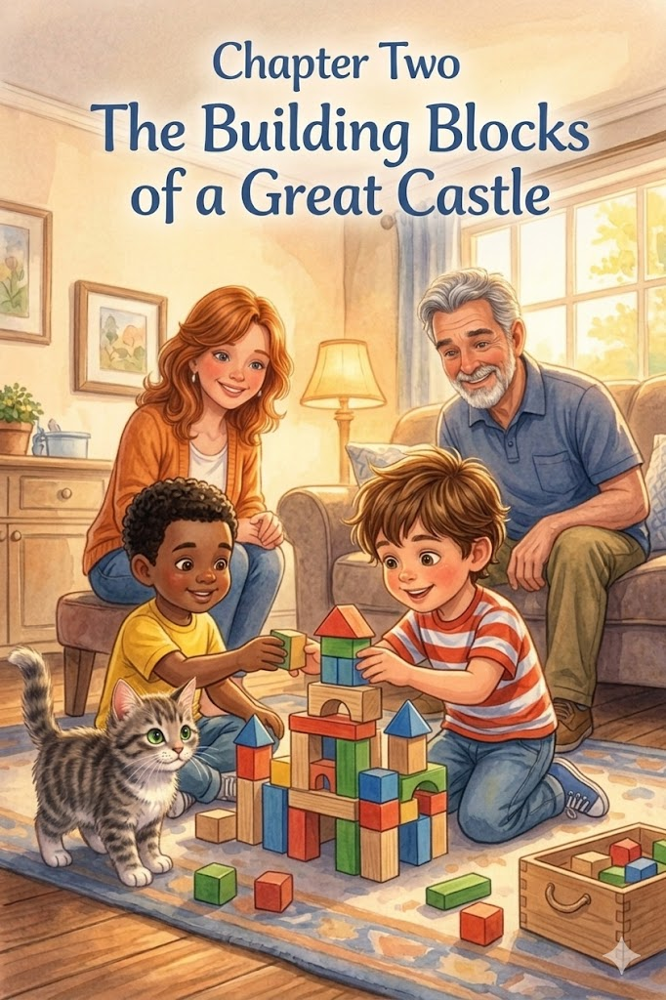 Chapter Two
The Building Blocks
of a Great Castle